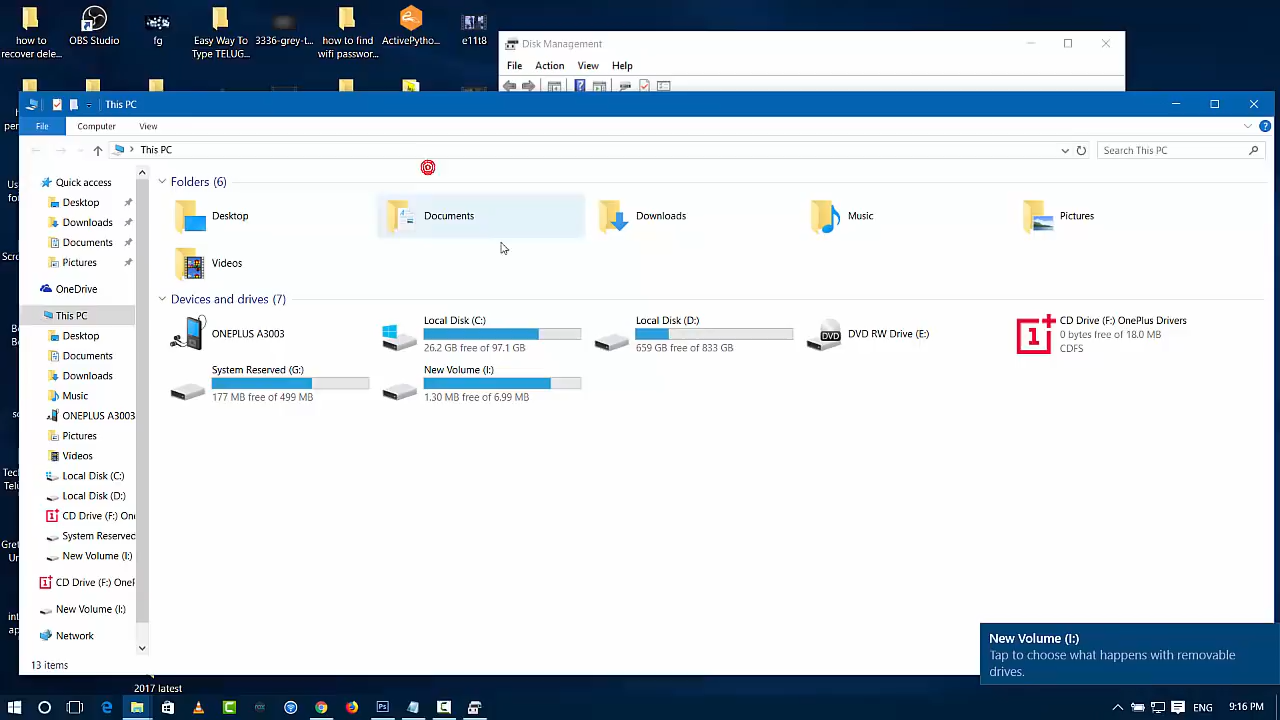 how to
recover dele...
OBS Studio
fg
Easy Way To
Type TELUG...
3336-grey-t...
how to find
wifi passwor...
ActivePytho...
e1118
Disk Management
File Action View Help
This PC
File Computer View
This PC
Search This PC
Quick access
Desktop
Downloads
Documents
Pictures
OneDrive
This PC
Desktop
Documents
Downloads
Music
ONEPLUS A3003
Pictures
Videos
Local Disk (C:)
Local Disk (D:)
CD Drive (F:) On
System Reserved
New Volume (I:)
CD Drive (F:) OneP
New Volume (I:)
Network
Folders (6)
Desktop
Documents
Downloads
Music
Pictures
Videos
Devices and drives (7)
ONEPLUS A3003
Local Disk (C:)
26.2 GB free of 97.1 GB
Local Disk (D:)
659 GB free of 833 GB
DVD
DVD RW Drive (E:)
1
CD Drive (F:) OnePlus Drivers
0 bytes free of 18.0 MB
CDFS
System Reserved (G:)
177 MB free of 499 MB
New Volume (I:)
1.30 MB free of 6.99 MB
13 items
New Volume (I:)
Tap to choose what happens with removable
drives.
2017 latest
ENG
9:16 PM